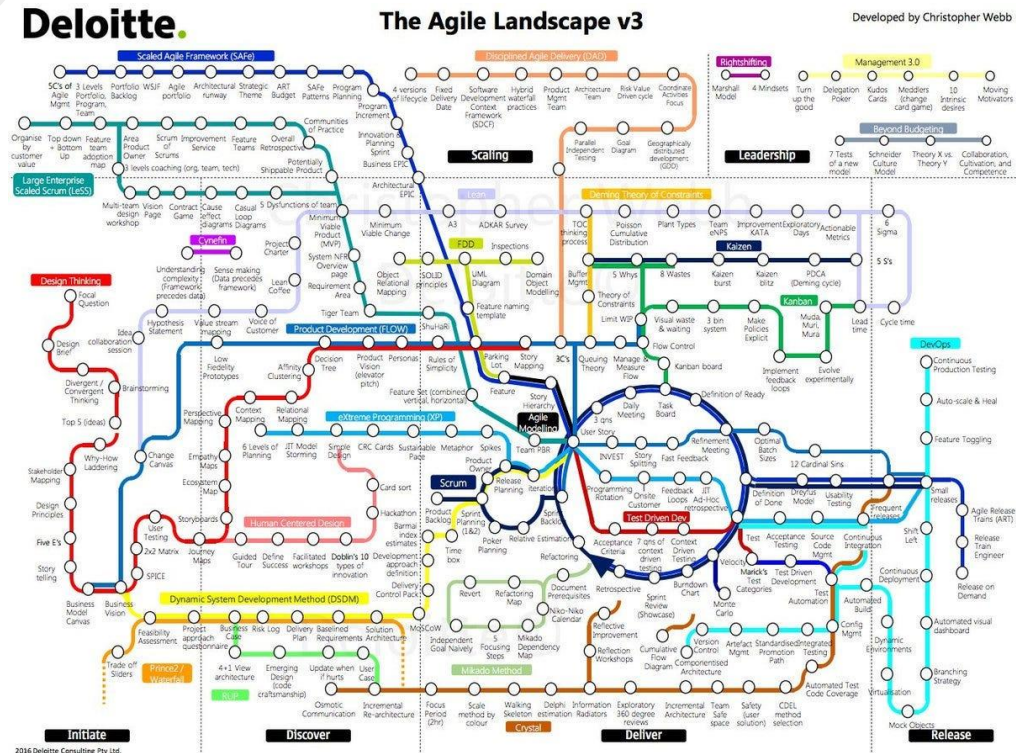 Deloitte.
The Agile Landscape v3
Developed by Christopher Webb
Scaled Agile Framework (SAFe)
5C's of
Agile
Mgmt
3 Levels
Portfolio,
Program,
Team
Portfolio
Backlog
WSJF
Agile
portfolio
Architectural
runway
Strategic
Theme
ART
Budget
SAFe
Patterns
Program
Planning
Program
Increment
Innovation &
Planning
Sprint
Business EPIC
Architectural
EPIC
Disciplined Agile Delivery (DAD)
4 versions
of lifecycle
Fixed
Delivery
Date
Software
Development
Context
Framework
(SDCF)
Hybrid
waterfall
practices
Product
Mgmt
Team
Architecture
Team
Risk Value
Driven cycle
Coordinate
Activities
Focus
Parallel
Independent
Testing
Goal
Diagram
Geographically
distributed
development
(GDD)
Scaling
Rightshifting
Marshall
Model
4 Mindsets
Management 3.0
Turn
up the
good
Delegation
Poker
Kudos
Cards
Meddlers
(change
card game)
10
Intrinsic
desires
Moving
Motivators
Beyond Budgeting
7 Tests
of a new
model
Schneider
Culture
Model
Theory X vs.
Theory Y
Collaboration,
Cultivation, and
Competence
Leadership
Organise
by
customer
value
Top down
+ Bottom
Up
Feature
team
adoption
map
Area
Product
Owner
Scrum
of
Scrums
Improvement
Service
Feature
Teams
Overall
Retrospective
Communities
of Practice
Potentially
Shippable Product
3 levels coaching (org, team, tech)
Large Enterprise
Scaled Scrum (LeSS)
Multi-team
design
workshop
Vision
Page
Contract
Game
Cause
effect
diagrams
Casual
Loop
Diagrams
5 Dysfunctions of team
Minimum
Viable
Product
(MVP)
System NFR
Overview
page
Requirement
Area
Tiger Team
Lean
Minimum
Viable Change
A3
ADKAR Survey
Project
Charter
Lean
Coffee
Voice of
Customer
Value stream
mapping
Hypothesis
Statement
Idea
collaboration
session
Actionable
Metrics
6
Sigma
5 S's
Cycle time
Lead
time
Cynefin
Understanding
complexity
(Framework
precedes data)
Sense making
(Data precedes
framework)
Deming Theory of Constraints
TOC
thinking
process
Poisson
Cumulative
Distribution
Plant Types
Team
eNPS
Improvement
KATA
Exploratory
Days
Buffer
Mgmt
Theory of
Constraints
Kaizen
5 Whys
8 Wastes
Kaizen
burst
Kaizen
blitz
PDCA
(Deming cycle)
Kanban
Limit WIP
Visual waste
& waiting
3 bin
system
Make
Policies
Explicit
Implement
feedback
loops
Evolve
experimentally
Muda,
Muri,
Mura
Flow Control
Kanban board
FDD
Inspections
Object
Relational
Mapping
SOLID
principles
UML
Diagram
Domain
Object
Modelling
Feature naming
template
ShuHaRi
Design Thinking
Focal
Question
Design
Brief
Divergent /
Convergent
Thinking
Brainstorming
Top 5 (ideas)
Why-How
Laddering
Stakeholder
Mapping
Design
Principles
Five E's
Story
telling
Business
Model
Canvas
Business
Vision
SPICE
2x2 Matrix
User
Testing
Journey
Maps
Storyboards
Ecosystem
Map
Empathy
Maps
Perspective
Mapping
Context
Mapping
Relational
Mapping
Affinity
Clustering
Decision
Tree
Product
Vision
(elevator
pitch)
Personas
Rules of
Simplicity
Parking
Lot
Story
Mapping
Product Development (FLOW)
Low
Fiedelity
Prototypes
Change
Canvas
3C's
Queuing
Theory
Manage &
Measure
Flow
Feature
Feature Set (combined
vertical, horizontal)
Story
Hierarchy
Agile
Modelling
Team PBR
User Story
eXtreme Programming (XP)
6 Levels of
Planning
JIT Model
Storm
Simple
Design
CRC Cards
Sustainable
Pace
Metaphor
Spikes
Product
Owner
Release
Planning
Iteration
Scrum
Product
Backlog
Sprint
Planning
(1&2)
Poker
Planning
Relative Estimation
Sprint
Backlog
3 qns
Daily
Meeting
Task
Board
Definition of Ready
Refinement
Meeting
INVEST
Story
Splitting
Fast Feedback
Optimal
Batch
Sizes
12 Cardinal Sins
Programming
Rotation
Onsite
Customer
Feedback
Loops
JIT
Ad-Hoc
retrospective
Definition
of Done
Dreyfus
Model
Usability
Testing
Frequent
releases
Small
releases
Test Driven Dev
Acceptance
Criteria
7 qns of
context
driven
testing
Context
Driven
Testing
Test
Acceptance
Testing
Source
Code
Mgmt
Continuous
Integration
Marick's
Test
Categories
Test Driven
Development
Test
Automation
Refactoring
Retrospective
Sprint
Review
(Showcase)
Burndown
Chart
Velocity
Monte
Carlo
Human Centered Design
Card sort
Hackathon
Guided
Tour
Define
Success
Facilitated
workshops
Doblin's 10
types of
innovation
Barmai
index
estimates
Development
approach
definition
Delivery
Control Pack
Time
box
MoSCoW
Dynamic System Development Method (DSDM)
Feasibility
Assessment
Project
approach
questionnaire
Business
Case
Risk Log
Delivery
Plan
Baselined
Requirements
Solution
Architecture
Trade off
Sliders
Prince2 /
Waterfall
RUP
4+1 View
architecture
Emerging
Design
(code
craftsmanship)
Update when
if hurts
User
Case
Mikado Method
Revert
Refactoring
Map
Document
Prerequisites
Niko-Niko
Calendar
Independent
Goal Naively
5
Focusing
Steps
Mikado
Dependency
Map
Reflective
Improvement
Reflection
Workshops
Cumulative
Flow
Diagram
Version
Control
Componentised
Architecture
Artefact
Mgmt
Standardised
Promotion
Path
Integrated
Testing
Config
Mgmt
Automated
Build
Dynamic
Environments
Virtualisation
Mock Objects
Crystal
Osmotic
Communication
Incremental
Re-architecture
Focus
Period
(2hr)
Scale
method by
colour
Walking
Skeleton
Delphi
estimation
Information
Radiators
Exploratory
360 degree
reviews
Incremental
Architecture
Team
Safe
space
Safety
(user
solution)
CDEL
method
selection
Automated Test
Code Coverage
DevOps
Continuous
Production Testing
Auto-scale & Heal
Feature Toggling
Shift
Left
Continuous
Deployment
Automated visual
dashboard
Branching
Strategy
Agile Release
Trains (ART)
Release
Train
Engineer
Release on
Demand
Initiate
Discover
Deliver
Release
2016 Deloitte Consulting Pty Ltd.